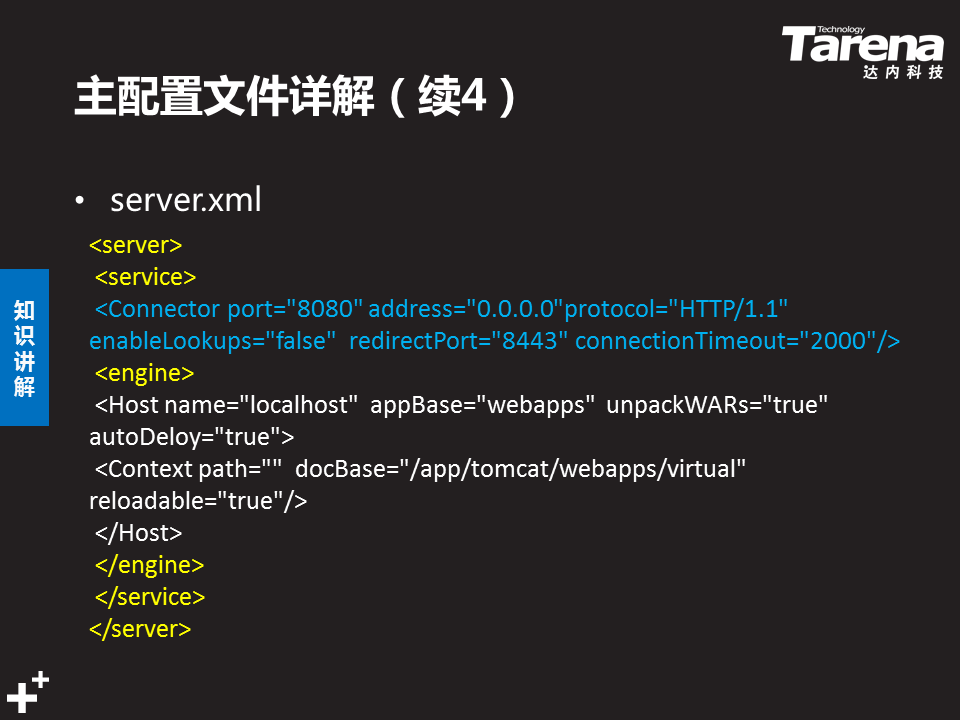 Technology
Tarena
达内科技
主配置文件详解（续4）
• server.xml
<server>
<service>
<Connector port="8080" address="0.0.0.0"protocol="HTTP/1.1"
enableLookups="false" redirectPort="8443" connectionTimeout="2000"/>
<engine>
<Host name="localhost" appBase="webapps" unpackWARs="true"
autoDeloy="true">
<Context path="" docBase="/app/tomcat/webapps/virtual"
reloadable="true"/>
</Host>
</engine>
</service>
</server>
知识讲解